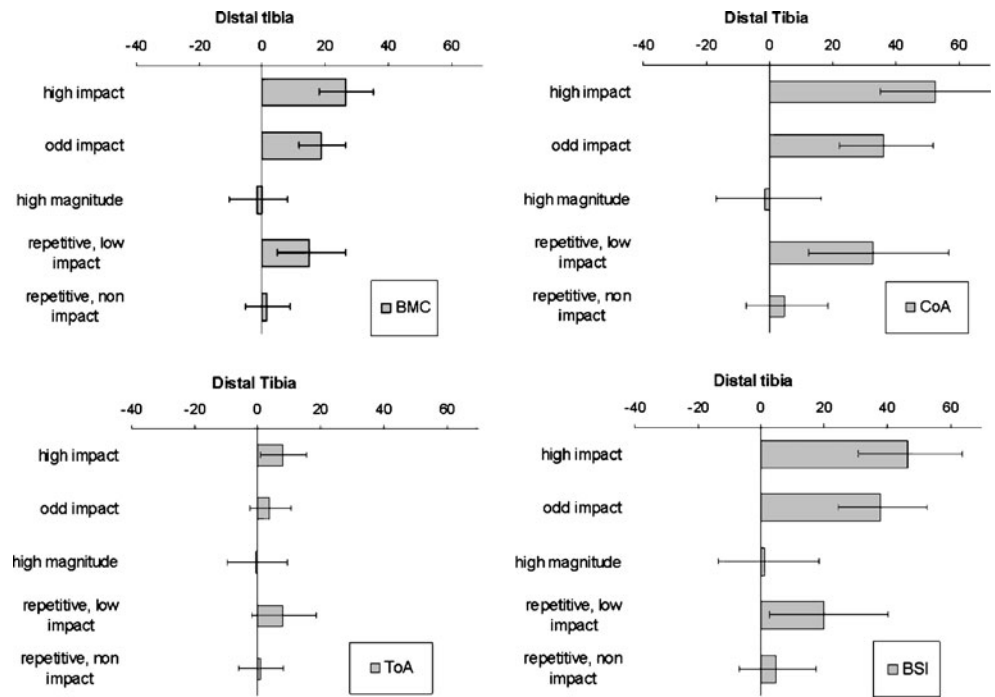 Distal tibia
-40 -20 0 20 40 60
high impact
odd impact
high magnitude
repetitive, low
impact
repetitive, non
impact
BMC
Distal Tibia
-40 -20 0 20 40 60
high impact
odd impact
high magnitude
repetitive, low
impact
repetitive, non
impact
CoA
Distal Tibia
-40 -20 0 20 40 60
high impact
odd impact
high magnitude
repetitive, low
impact
repetitive, non
impact
ToA
Distal tibia
-40 -20 0 20 40 60
high impact
odd impact
high magnitude
repetitive, low
impact
repetitive, non
impact
BSI